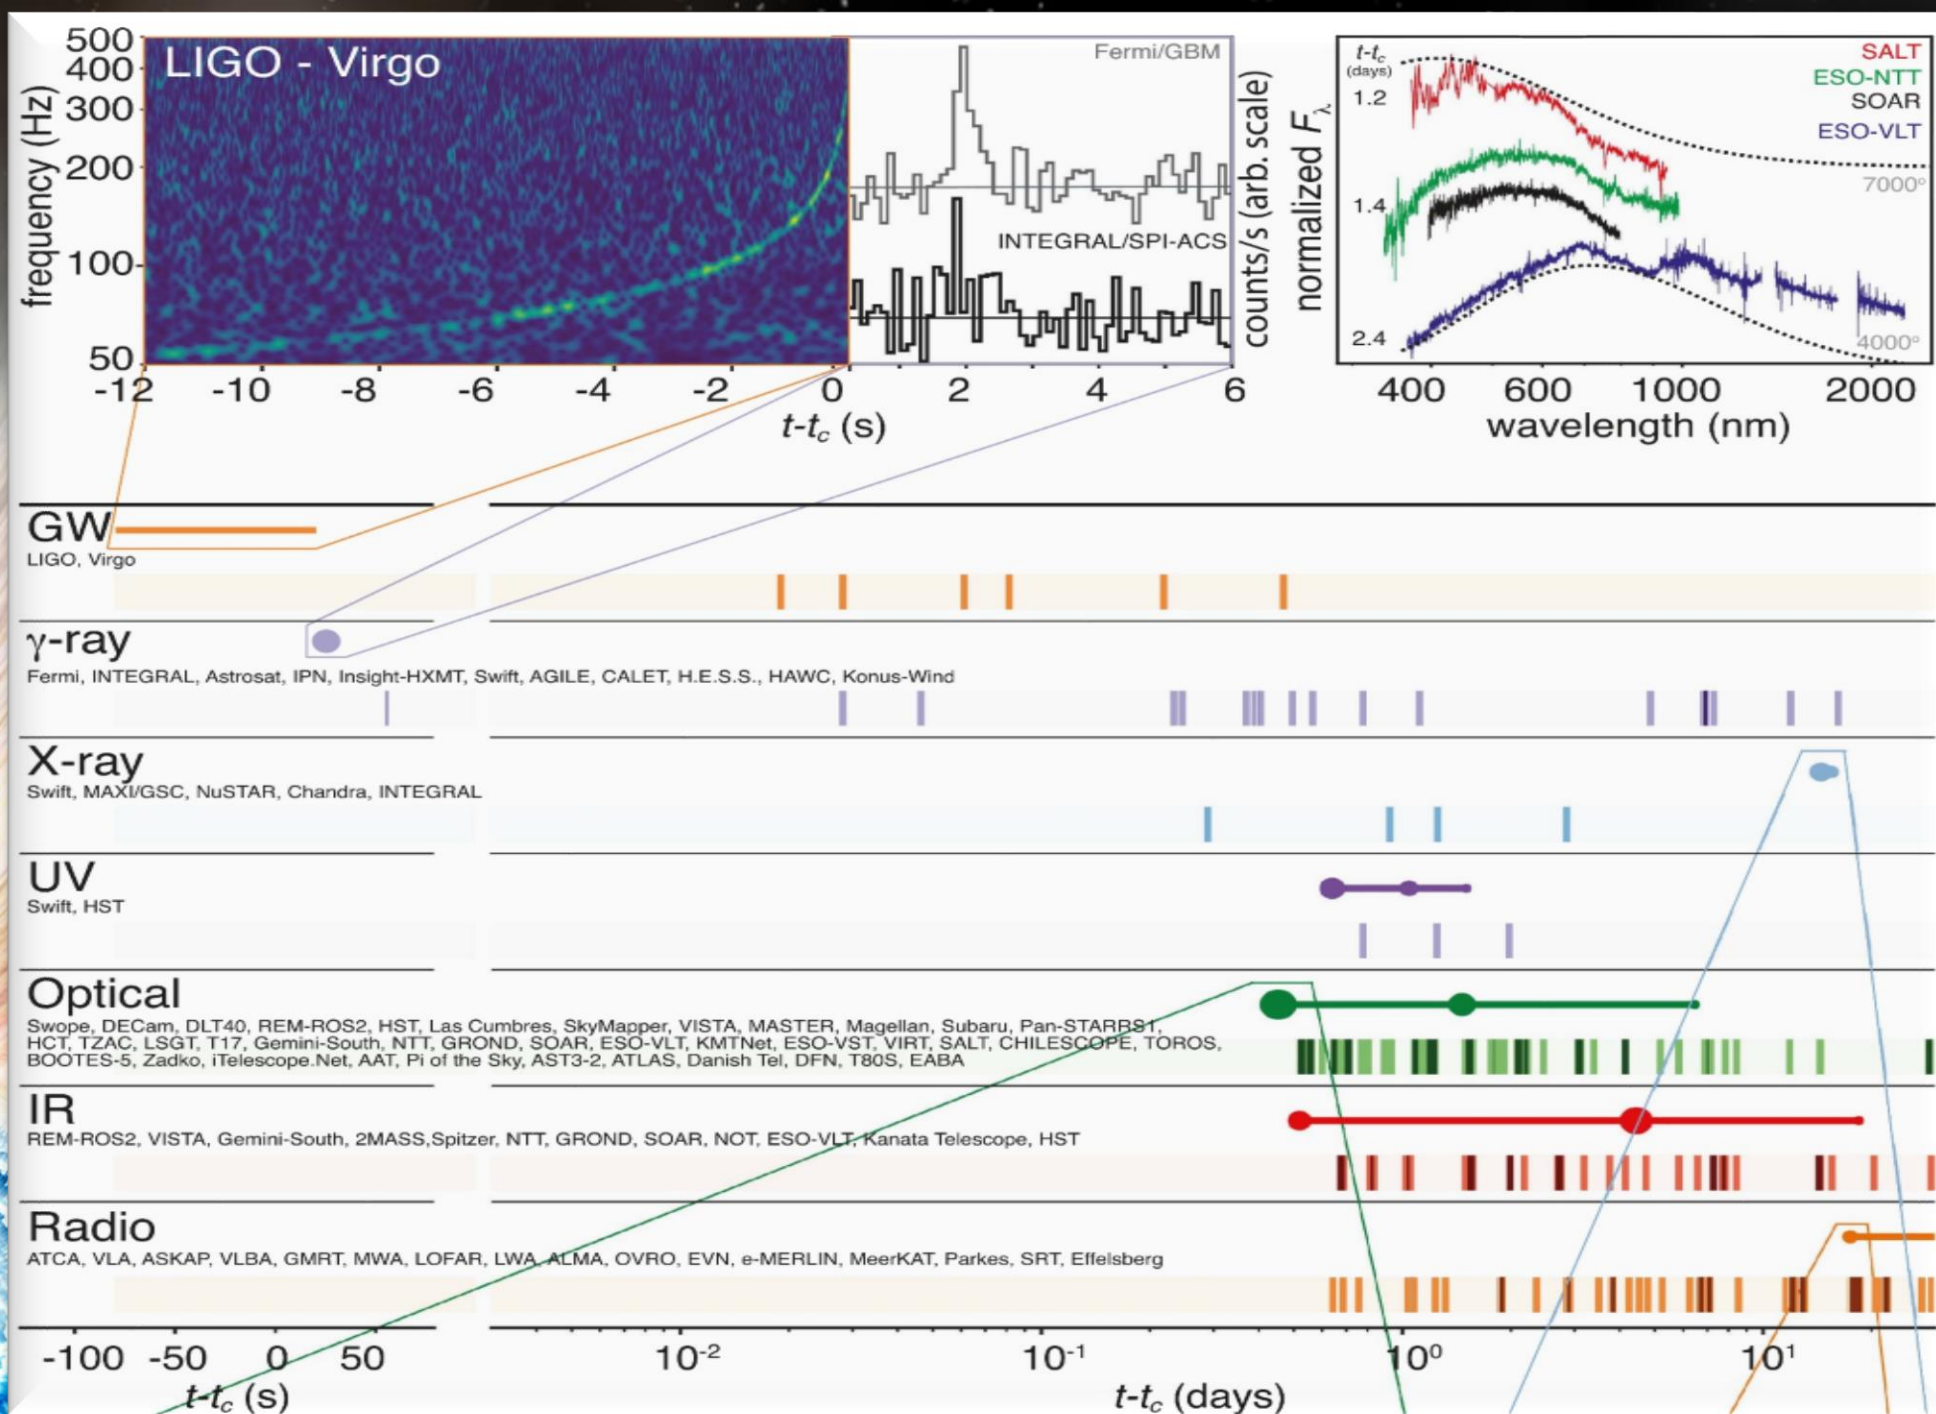 LIGO - Virgo
frequency (Hz)
500
400
300
200
100
50
-12 -10 -8 -6 -4 -2 0 2 4 6
t-tc (s)
Fermi/GBM
INTEGRAL/SPI-ACS
counts/s (arb. scale)
normalized Fλ
t-tc
(days)
1.2
1.4
2.4
SALT
ESO-NTT
SOAR
ESO-VLT
7000°
4000°
400 600 1000 2000
wavelength (nm)
GW
LIGO, Virgo
γ-ray
Fermi, INTEGRAL, Astrosat, IPN, Insight-HXMT, Swift, AGILE, CALET, H.E.S.S., HAWC, Konus-Wind
X-ray
Swift, MAXI/GSC, NuSTAR, Chandra, INTEGRAL
UV
Swift, HST
Optical
Swope, DECam, DLT40, REM-ROS2, HST, Las Cumbres, SkyMapper, VISTA, MASTER, Magellan, Subaru, Pan-STARRS1,
HCT, TZAC, LSGT, T17, Gemini-South, NTT, GROND, SOAR, ESO-VLT, KMTNet, ESO-VST, VIRT, SALT, CHILESCOPE, TOROS,
BOOTES-5, Zadko, iTelescope.Net, AAT, Pi of the Sky, AST3-2, ATLAS, Danish Tel, DFN, T80S, EABA
IR
REM-ROS2, VISTA, Gemini-South, 2MASS,Spitzer, NTT, GROND, SOAR, NOT, ESO-VLT, Kanata Telescope, HST
Radio
ATCA, VLA, ASKAP, VLBA, GMRT, MWA, LOFAR, LWA, ALMA, OVRO, EVN, e-MERLIN, MeerKAT, Parkes, SRT, Effelsberg
-100 -50 0 50 10⁻² 10⁻¹ 10⁰ 10¹
t-tc (s) t-tc (days)